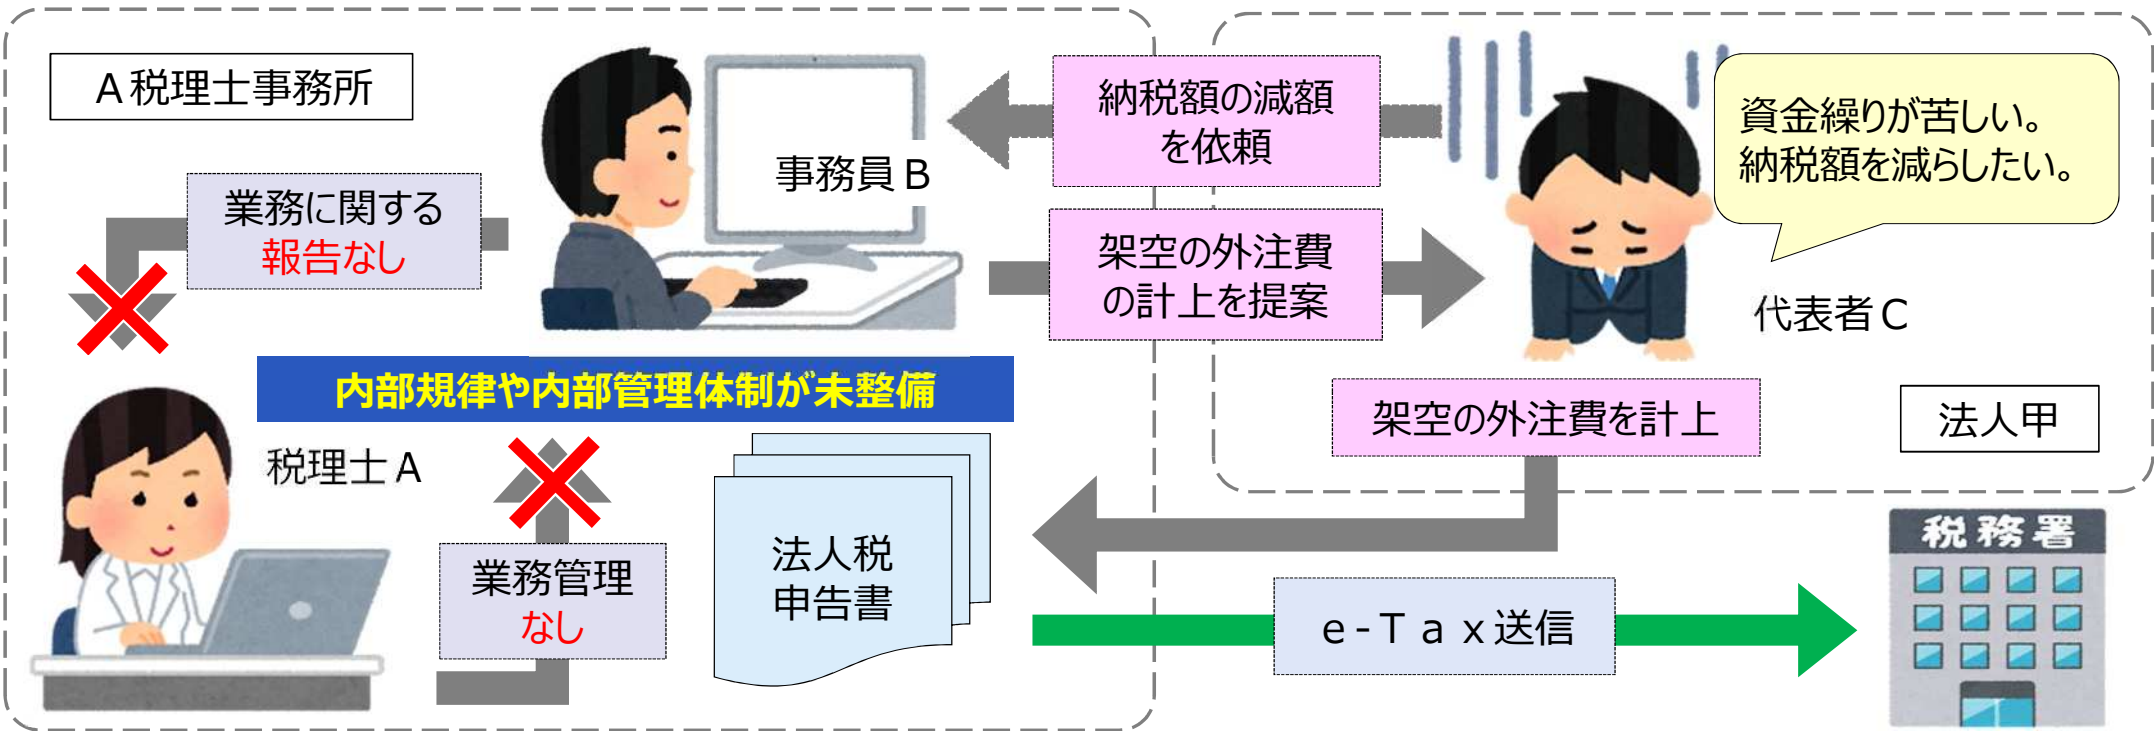 A税理士事務所
事務員B
業務に関する
報告なし
納税額の減額
を依頼
架空の外注費
の計上を提案
資金繰りが苦しい。
納税額を減らしたい。
代表者C
法人甲
架空の外注費を計上
内部規律や内部管理体制が未整備
税理士A
業務管理
なし
法人税
申告書
e-Tax送信
税務署